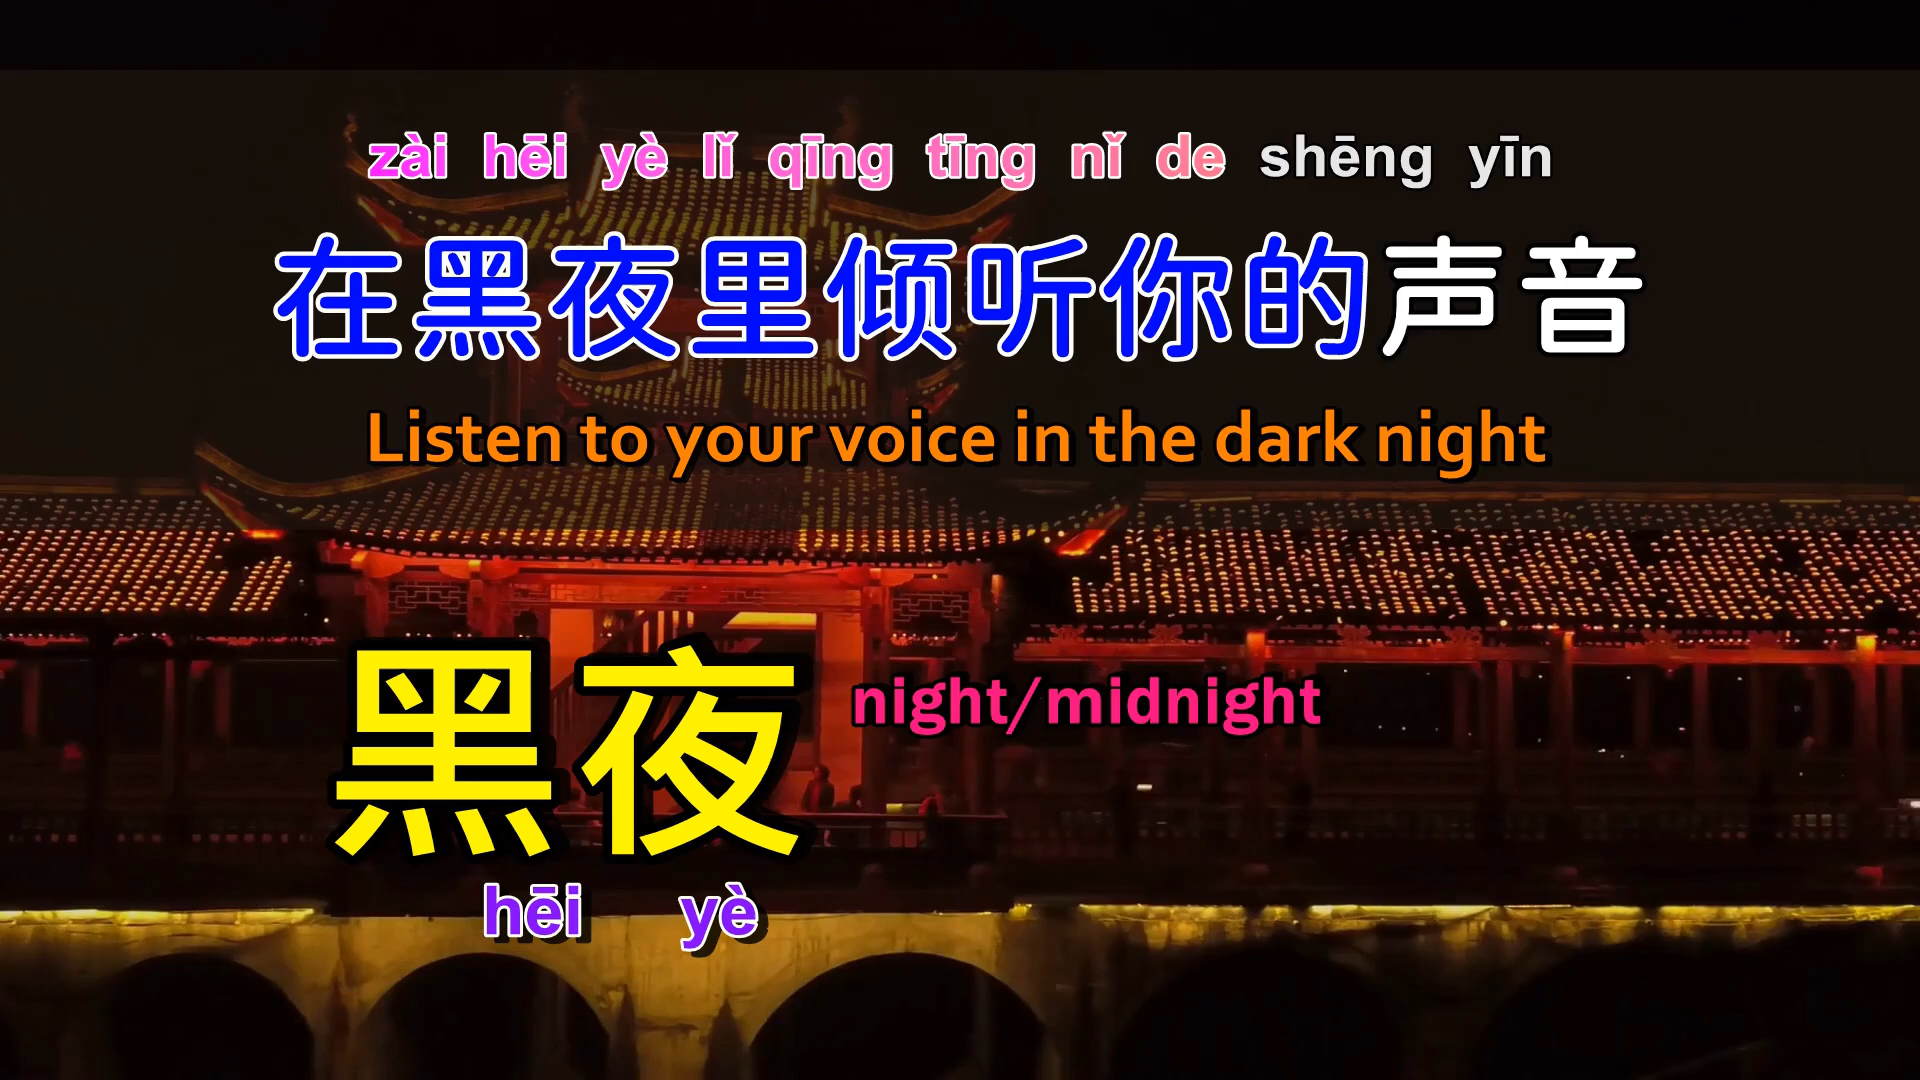 zài hēi yè lǐ qīng tīng nǐ de shēng yīn
在黑夜里倾听你的声音
Listen to your voice in the dark night
黑夜 night/midnight
hēi yè